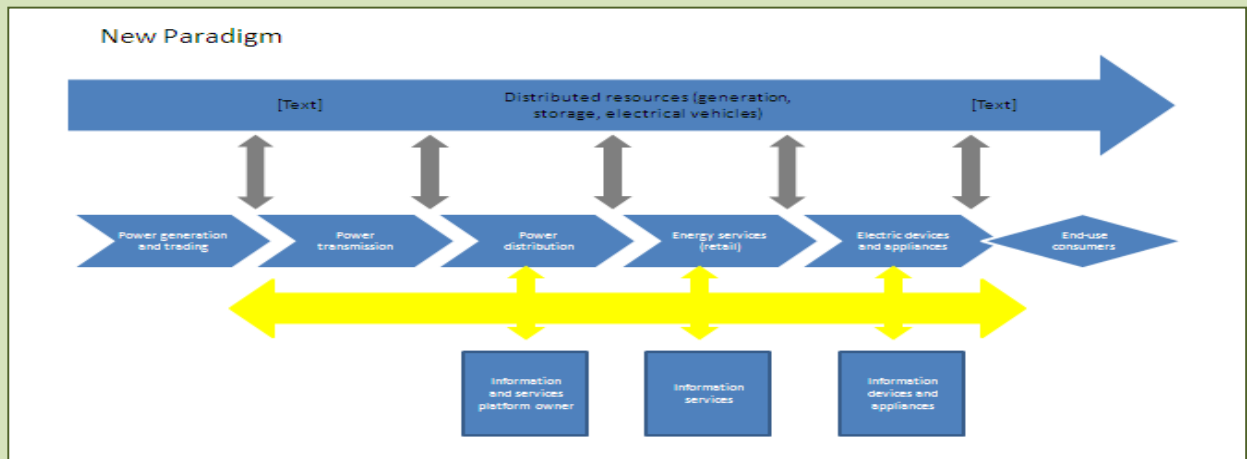 New Paradigm
[Text]
Distributed resources (generation,
storage, electrical vehicles)
[Text]
Power generation
and trading
Power
transmission
Power
distribution
Energy services
(retail)
Electric devices
and appliances
End-use
consumers
Information
and services
platform owner
Information
services
Information
devices and
appliances